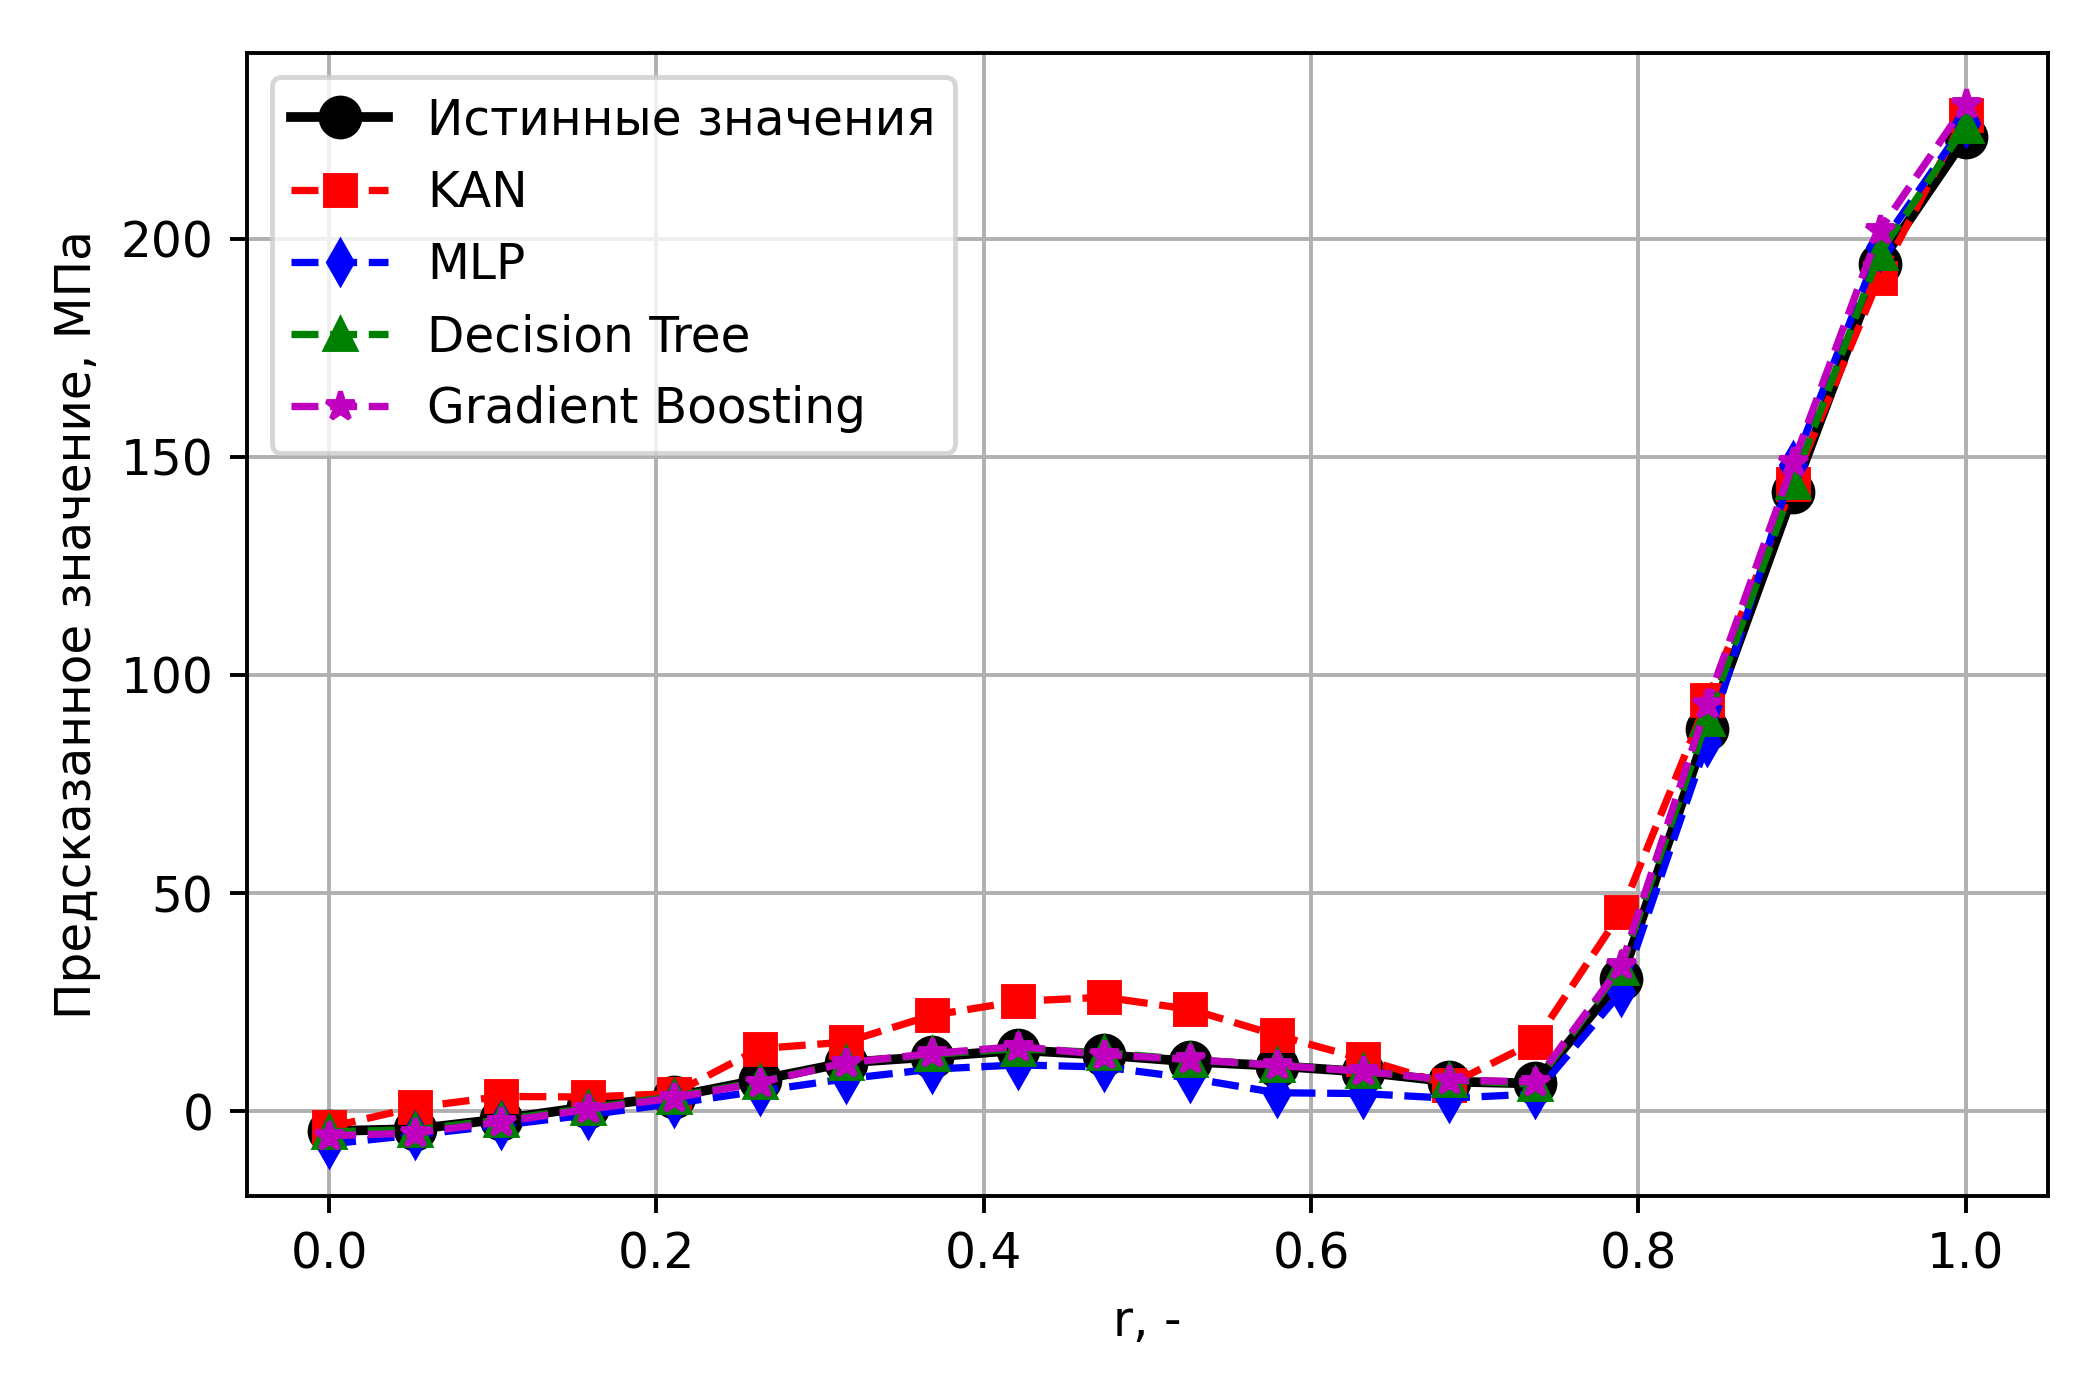 Истинные значения
KAN
MLP
Decision Tree
Gradient Boosting
Предсказанное значение, МПа
200
150
100
50
0
0.0 0.2 0.4 0.6 0.8 1.0
r, -